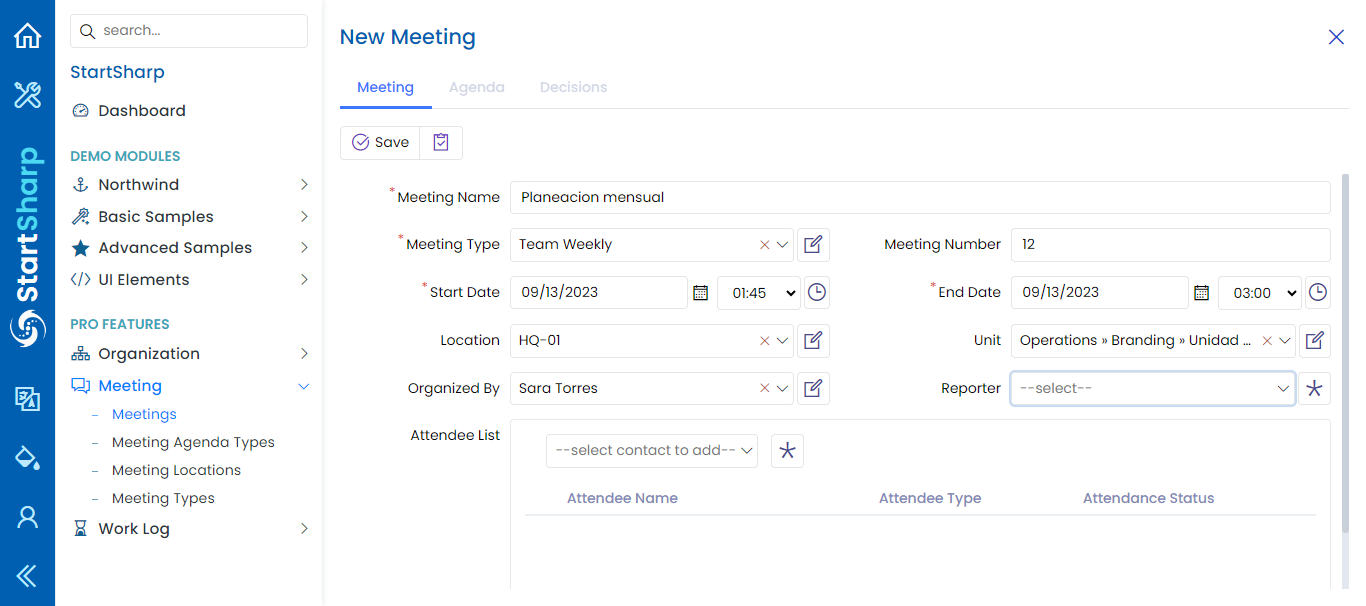 search...
StartSharp
Dashboard
DEMO MODULES
Northwind
Basic Samples
Advanced Samples
UI Elements
PRO FEATURES
Organization
Meeting
Meetings
Meeting Agenda Types
Meeting Locations
Meeting Types
Work Log
StartSharp
New Meeting
Meeting Agenda Decisions
Save
*Meeting Name Planeacion mensual
*Meeting Type Team Weekly Meeting Number 12
*Start Date 09/13/2023 01:45 *End Date 09/13/2023 03:00
Location HQ-01 Unit Operations » Branding » Unidad ...
Organized By Sara Torres Reporter --select--
Attendee List
--select contact to add--
Attendee Name Attendee Type Attendance Status